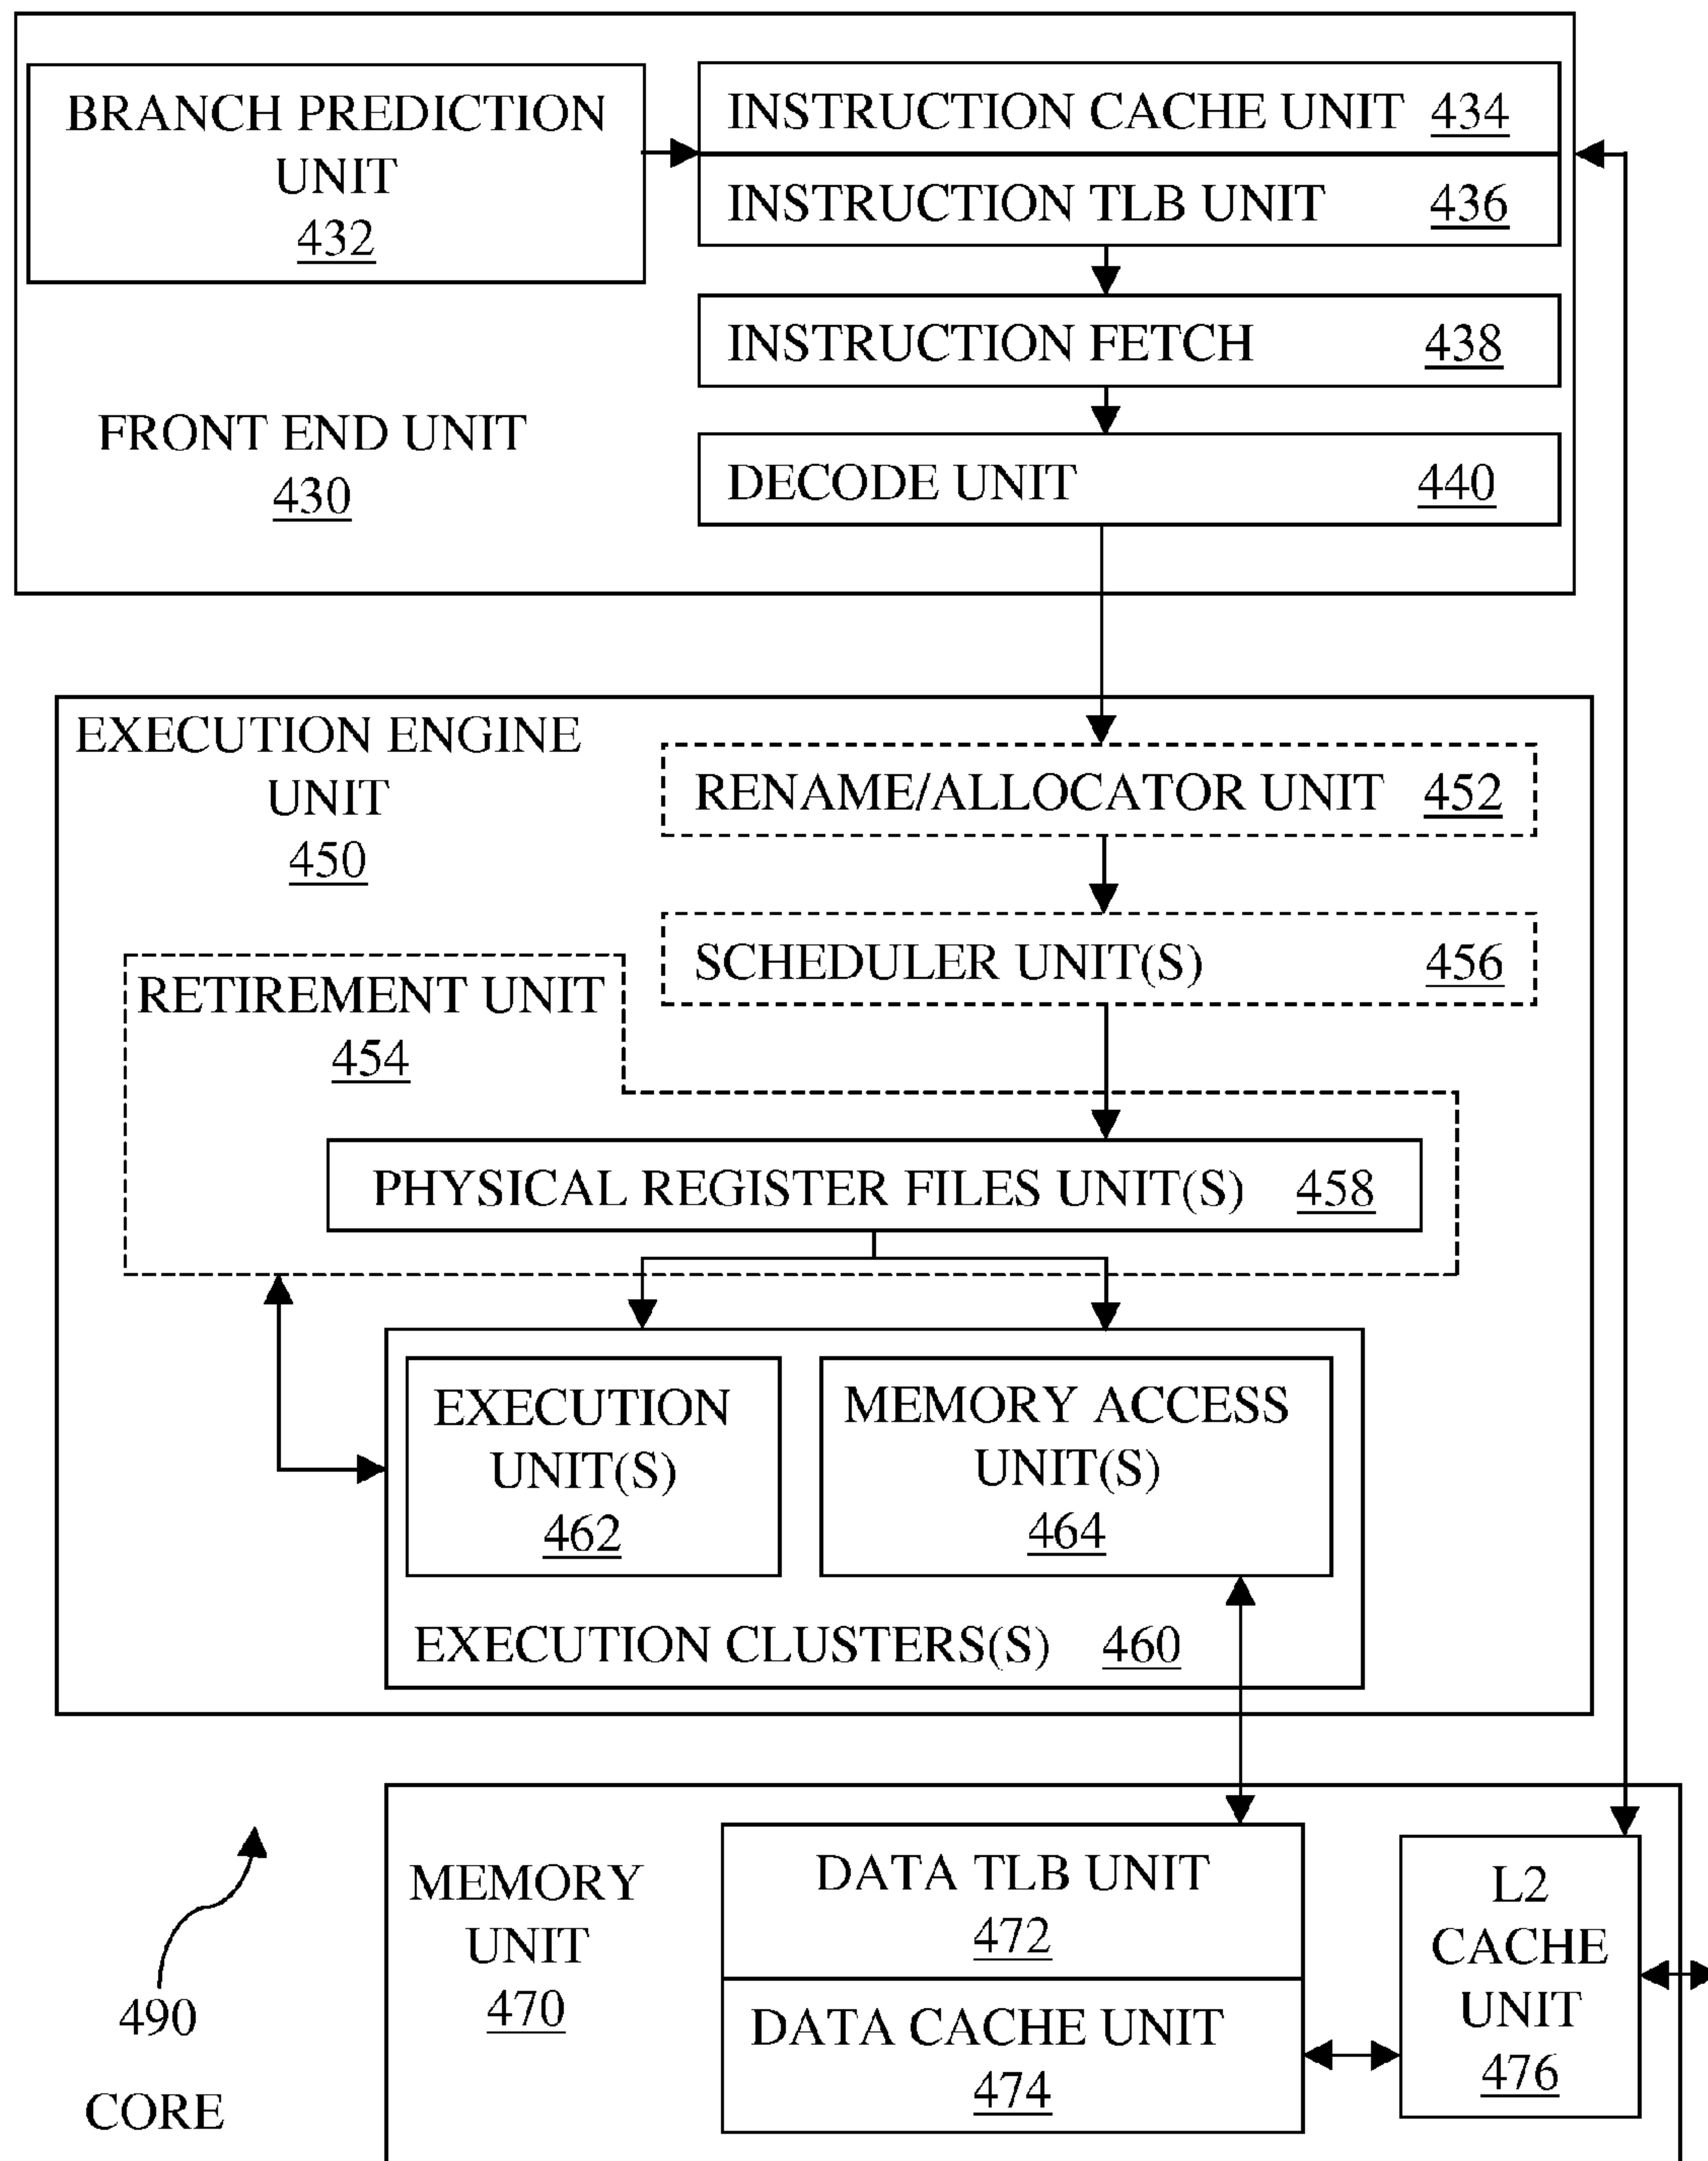 BRANCH PREDICTION
UNIT
432
INSTRUCTION CACHE UNIT 434
INSTRUCTION TLB UNIT 436
INSTRUCTION FETCH 438
FRONT END UNIT
430
DECODE UNIT 440
EXECUTION ENGINE
UNIT
450
RENAME/ALLOCATOR UNIT 452
SCHEDULER UNIT(S) 456
RETIREMENT UNIT
454
PHYSICAL REGISTER FILES UNIT(S) 458
EXECUTION
UNIT(S)
462
MEMORY ACCESS
UNIT(S)
464
EXECUTION CLUSTERS(S) 460
MEMORY
UNIT
470
DATA TLB UNIT
472
DATA CACHE UNIT
474
L2
CACHE
UNIT
476
490
CORE